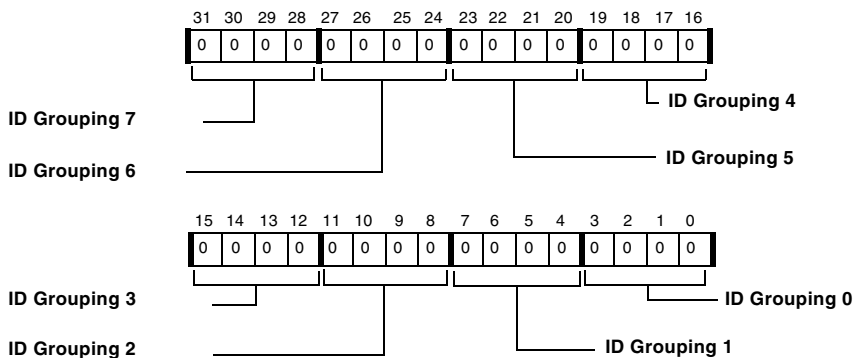 31 30 29 28 27 26 25 24 23 22 21 20 19 18 17 16
0 0 0 0 0 0 0 0 0 0 0 0 0 0 0 0
ID Grouping 4
ID Grouping 7
ID Grouping 5
ID Grouping 6
15 14 13 12 11 10 9 8 7 6 5 4 3 2 1 0
0 0 0 0 0 0 0 0 0 0 0 0 0 0 0 0
ID Grouping 3
ID Grouping 0
ID Grouping 2
ID Grouping 1